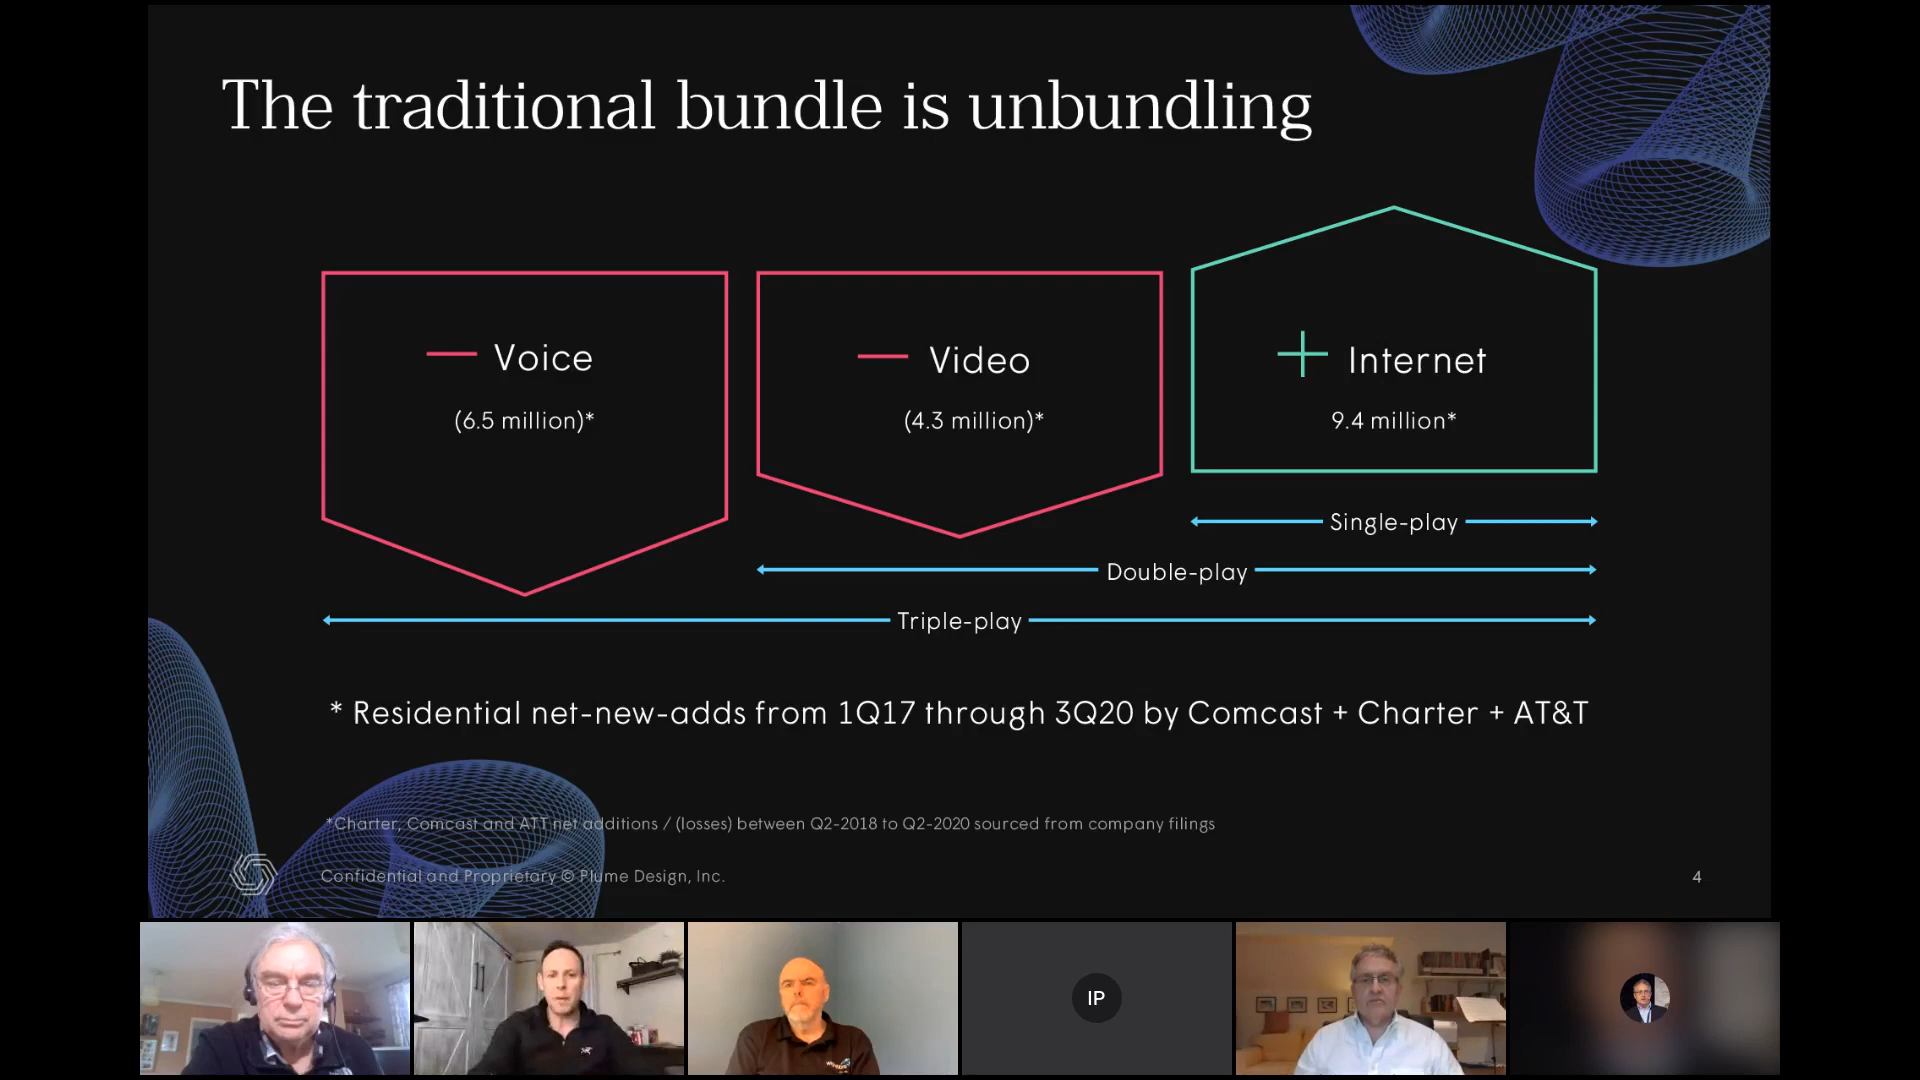 The traditional bundle is unbundling
Voice
(6.5 million)*
Video
(4.3 million)*
Internet
9.4 million*
Single-play
Double-play
Triple-play
* Residential net-new-adds from 1Q17 through 3Q20 by Comcast + Charter + AT&T
*Charter, Comcast and ATT net additions / (losses) between Q2-2018 to Q2-2020 sourced from company filings
Confidential and Proprietary © Plume Design, Inc.
4
IP